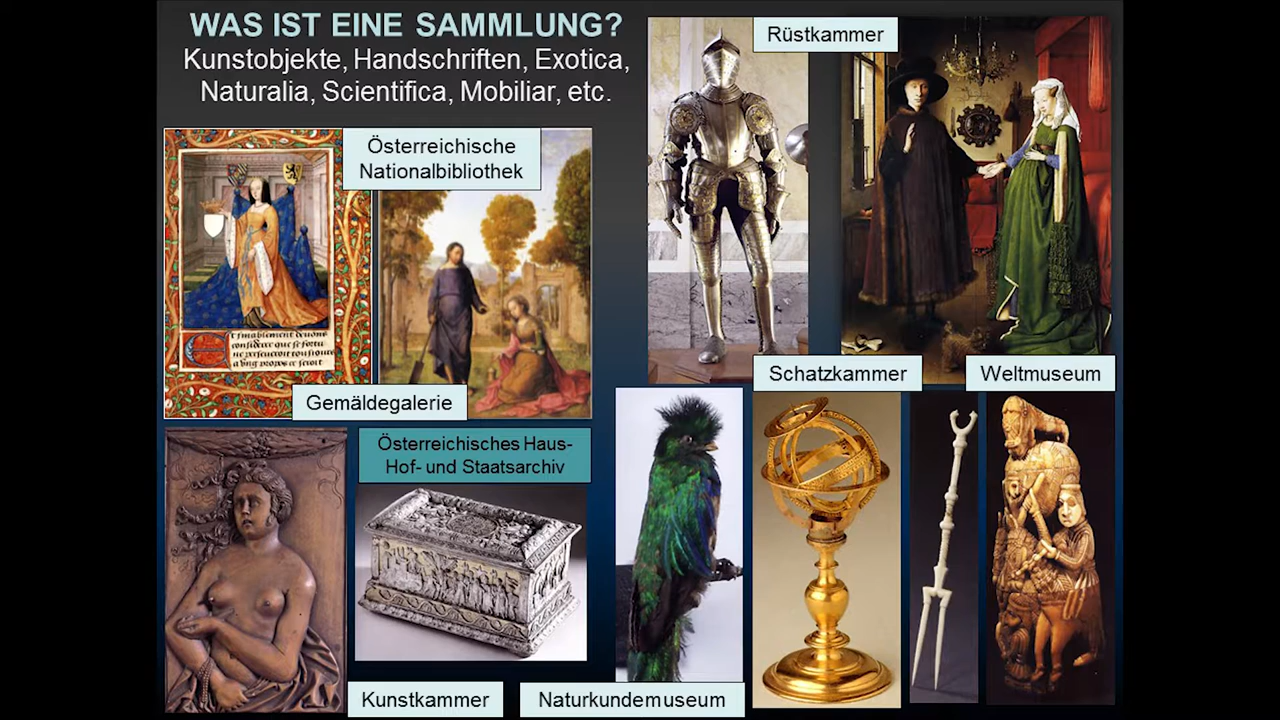 WAS IST EINE SAMMLUNG?
Kunstobjekte, Handschriften, Exotica,
Naturalia, Scientifica, Mobiliar, etc.
Rüstkammer
Österreichische
Nationalbibliothek
Schatzkammer
Weltmuseum
Gemäldegalerie
Österreichisches Haus-
Hof- und Staatsarchiv
Kunstkammer
Naturkundemuseum